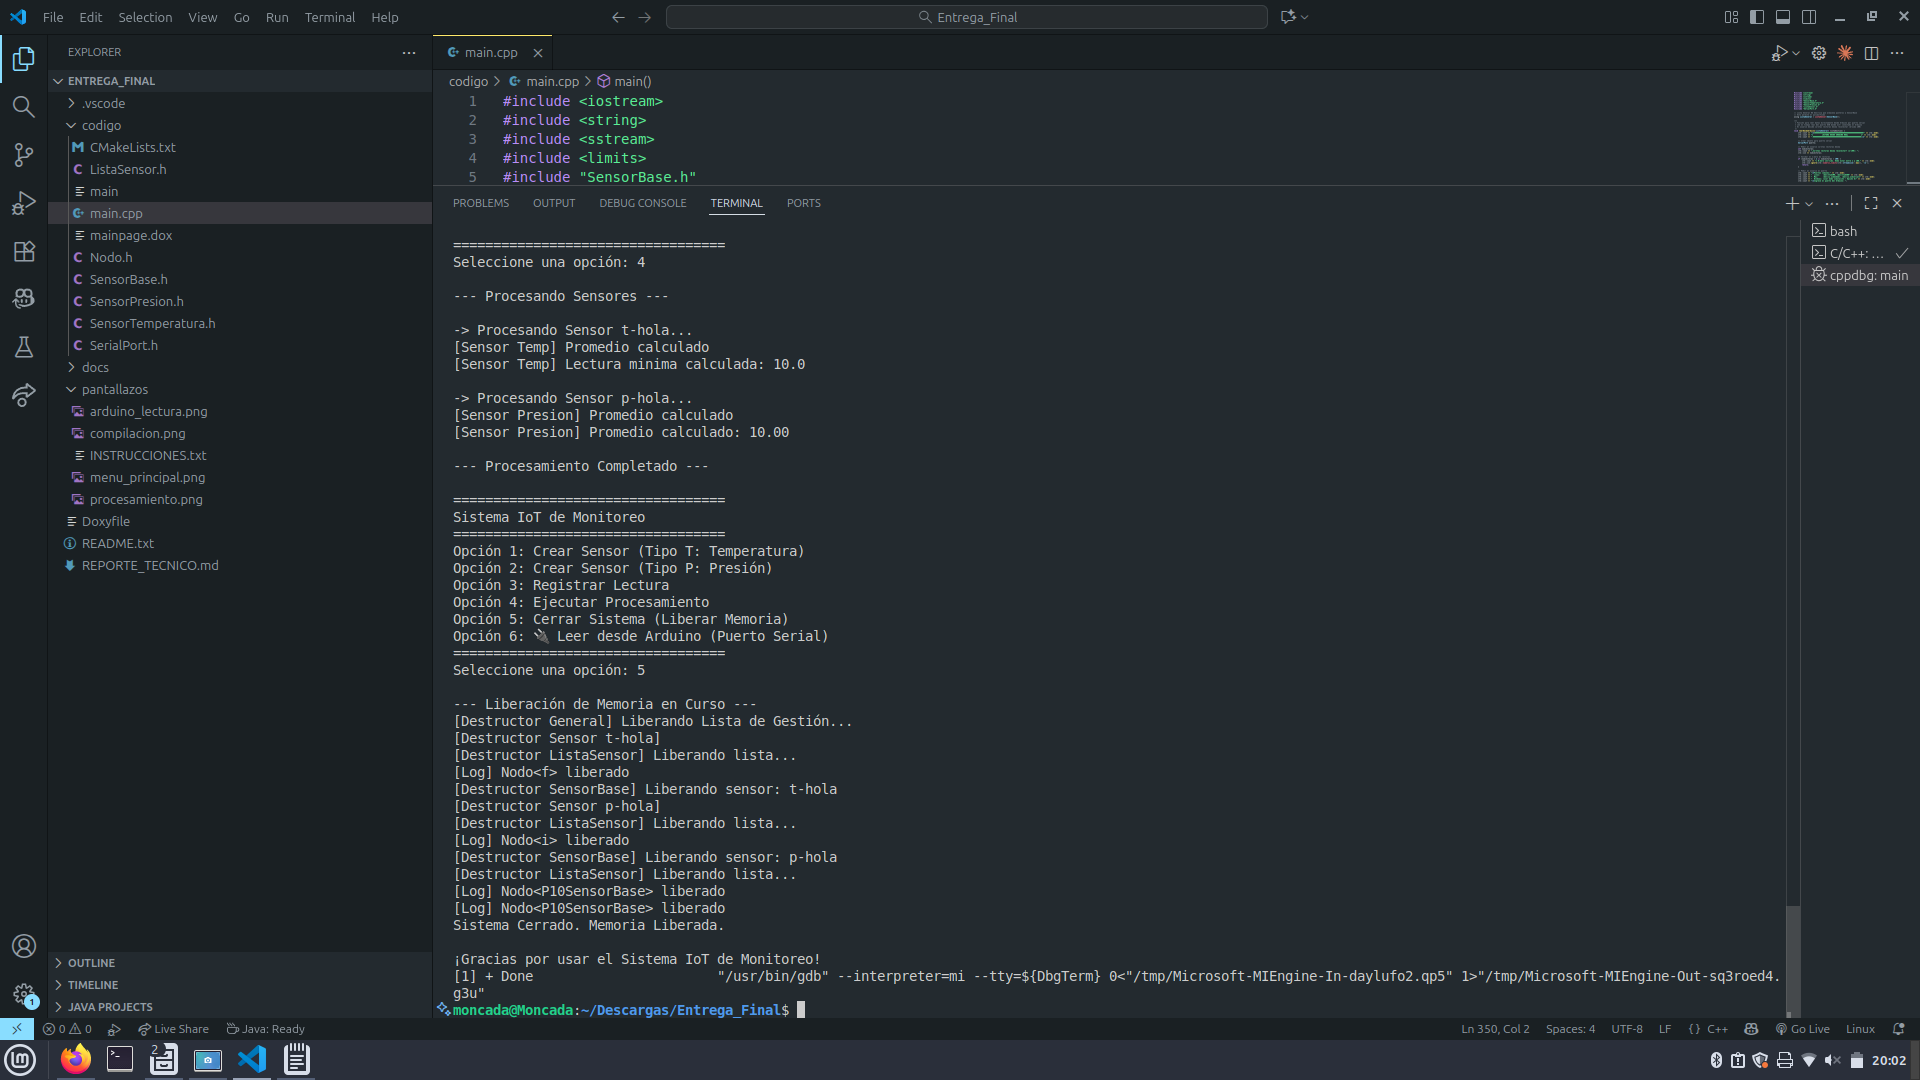 File Edit Selection View Go Run Terminal Help
Entrega_Final
EXPLORER
ENTREGA_FINAL
.vscode
codigo
CMakeLists.txt
ListaSensor.h
main
main.cpp
mainpage.dox
Nodo.h
SensorBase.h
SensorPresion.h
SensorTemperatura.h
SerialPort.h
docs
pantallazos
arduino_lectura.png
compilacion.png
INSTRUCCIONES.txt
menu_principal.png
procesamiento.png
Doxyfile
README.txt
REPORTE_TECNICO.md
OUTLINE
TIMELINE
JAVA PROJECTS
main.cpp
codigo > main.cpp > main()
1 #include <iostream>
2 #include <string>
3 #include <sstream>
4 #include <limits>
5 #include "SensorBase.h"
PROBLEMS OUTPUT DEBUG CONSOLE TERMINAL PORTS
bash
C/C++: ...
cppdbg: main
==================================
Seleccione una opción: 4
--- Procesando Sensores ---
-> Procesando Sensor t-hola...
[Sensor Temp] Promedio calculado
[Sensor Temp] Lectura minima calculada: 10.0
-> Procesando Sensor p-hola...
[Sensor Presion] Promedio calculado
[Sensor Presion] Promedio calculado: 10.00
--- Procesamiento Completado ---
==================================
Sistema IoT de Monitoreo
==================================
Opción 1: Crear Sensor (Tipo T: Temperatura)
Opción 2: Crear Sensor (Tipo P: Presión)
Opción 3: Registrar Lectura
Opción 4: Ejecutar Procesamiento
Opción 5: Cerrar Sistema (Liberar Memoria)
Opción 6: 🔌 Leer desde Arduino (Puerto Serial)
==================================
Seleccione una opción: 5
--- Liberación de Memoria en Curso ---
[Destructor General] Liberando Lista de Gestión...
[Destructor Sensor t-hola]
[Destructor ListaSensor] Liberando lista...
[Log] Nodo<f> liberado
[Destructor SensorBase] Liberando sensor: t-hola
[Destructor Sensor p-hola]
[Destructor ListaSensor] Liberando lista...
[Log] Nodo<i> liberado
[Destructor SensorBase] Liberando sensor: p-hola
[Destructor ListaSensor] Liberando lista...
[Log] Nodo<P10SensorBase> liberado
[Log] Nodo<P10SensorBase> liberado
Sistema Cerrado. Memoria Liberada.
¡Gracias por usar el Sistema IoT de Monitoreo!
[1] + Done "/usr/bin/gdb" --interpreter=mi --tty=${DbgTerm} 0<"/tmp/Microsoft-MIEngine-In-daylufo2.qp5" 1>"/tmp/Microsoft-MIEngine-Out-sq3roed4.
g3u"
moncada@Moncada:~/Descargas/Entrega_Final$
1
0 0 Live Share Java: Ready Ln 350, Col 2 Spaces: 4 UTF-8 LF {} C++ Go Live Linux
2
20:02